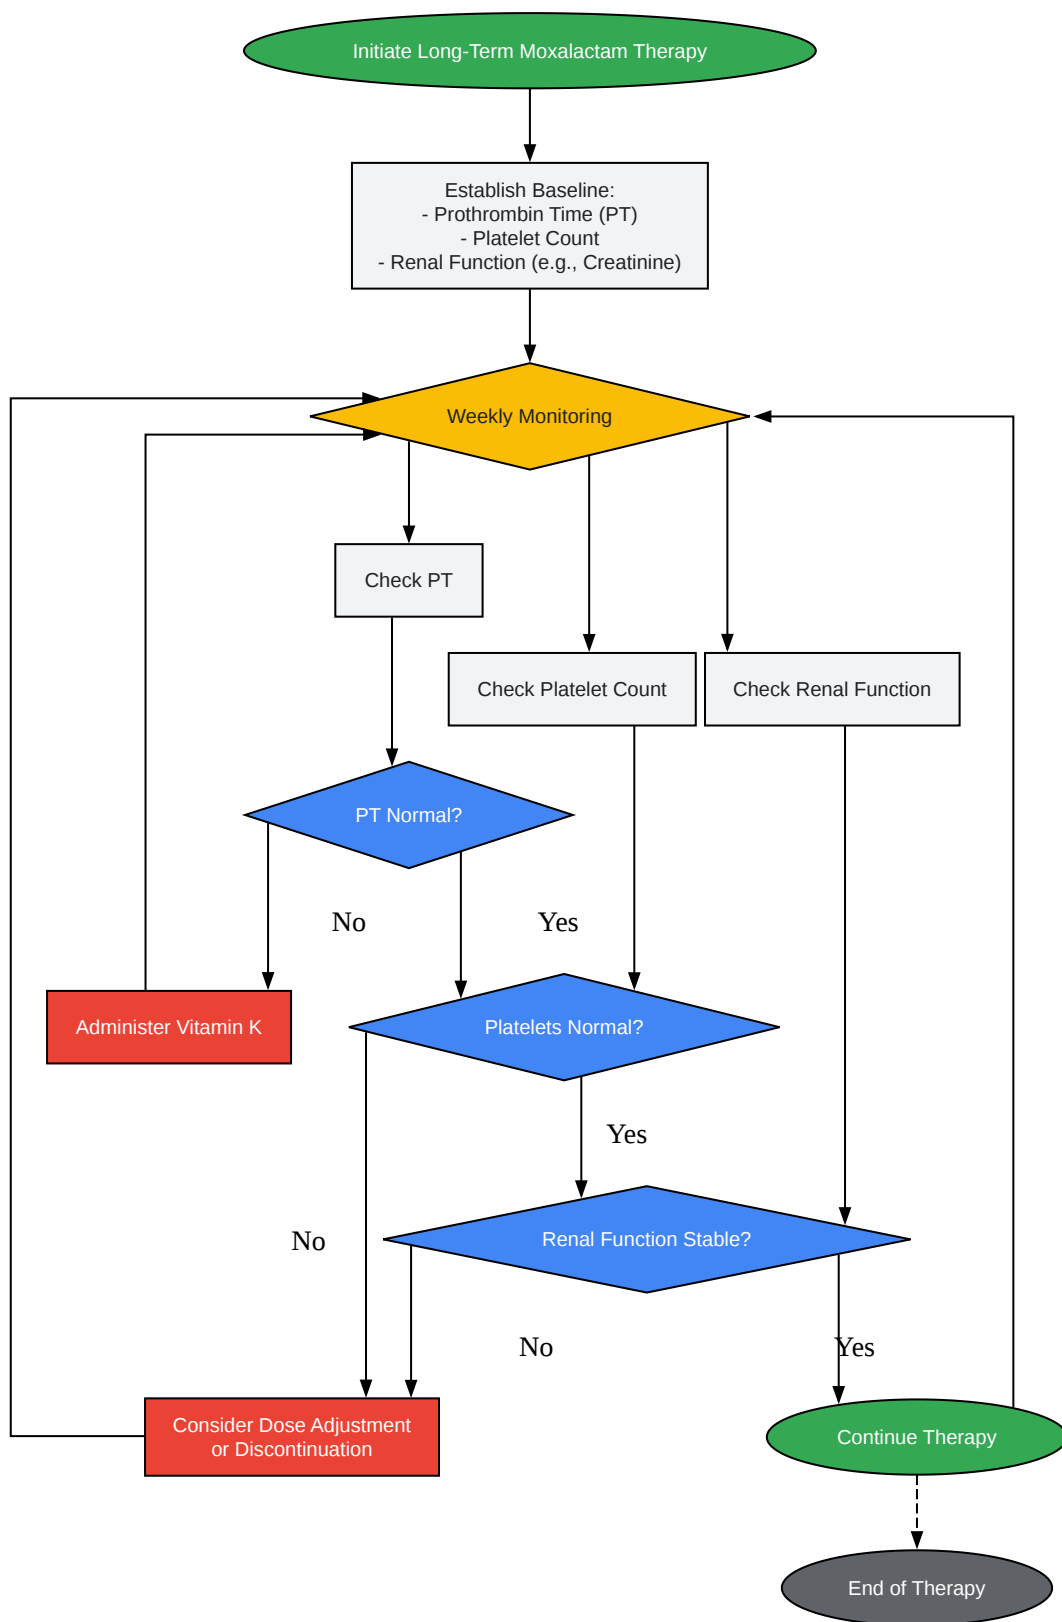 Initiate Long-Term Moxalactam Therapy
Establish Baseline:
- Prothrombin Time (PT)
- Platelet Count
- Renal Function (e.g., Creatinine)
Weekly Monitoring
Check PT
Check Platelet Count
Check Renal Function
PT Normal?
No
Yes
Administer Vitamin K
Platelets Normal?
Yes
No
Renal Function Stable?
No
Yes
Consider Dose Adjustment
or Discontinuation
Continue Therapy
End of Therapy